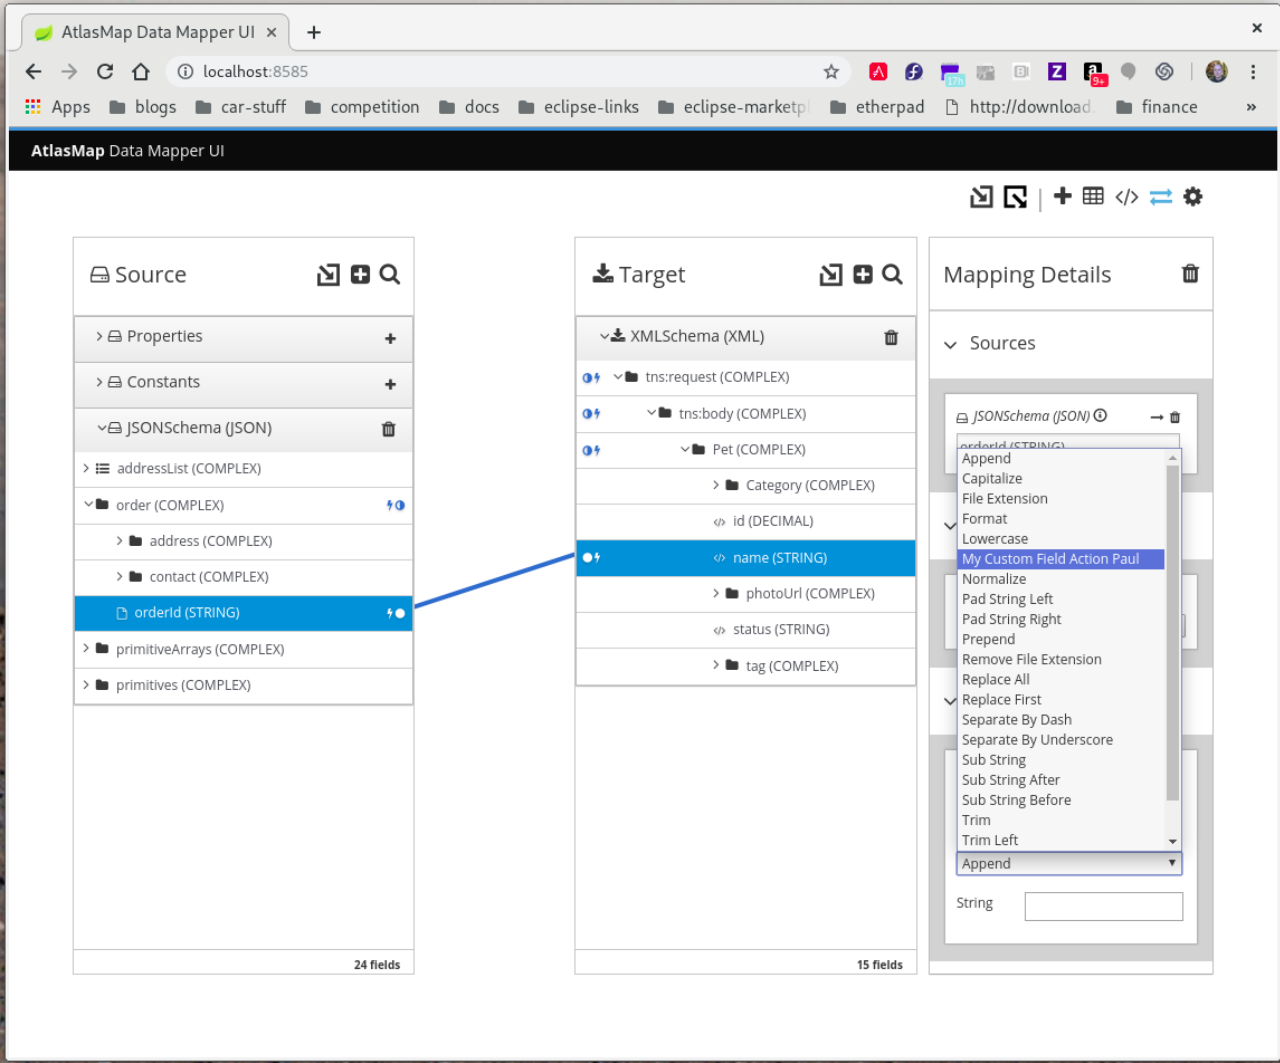 AtlasMap Data Mapper UI
localhost:8585
17h
9+
Apps blogs car-stuff competition docs eclipse-links eclipse-marketpl etherpad http://download. finance »
AtlasMap Data Mapper UI
Source
Properties
Constants
JSONSchema (JSON)
addressList (COMPLEX)
order (COMPLEX)
address (COMPLEX)
contact (COMPLEX)
orderId (STRING)
primitiveArrays (COMPLEX)
primitives (COMPLEX)
24 fields
Target
XMLSchema (XML)
tns:request (COMPLEX)
tns:body (COMPLEX)
Pet (COMPLEX)
Category (COMPLEX)
id (DECIMAL)
name (STRING)
photoUrl (COMPLEX)
status (STRING)
tag (COMPLEX)
15 fields
Mapping Details
Sources
JSONSchema (JSON)
orderId (STRING)
Append
Capitalize
File Extension
Format
Lowercase
My Custom Field Action Paul
Normalize
Pad String Left
Pad String Right
Prepend
Remove File Extension
Replace All
Replace First
Separate By Dash
Separate By Underscore
Sub String
Sub String After
Sub String Before
Trim
Trim Left
Append
String